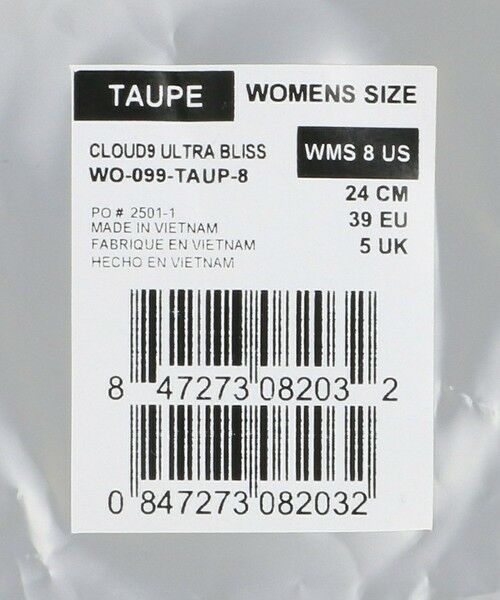 TAUPE WOMENS SIZE
CLOUD9 ULTRA BLISS WMS 8 US
WO-099-TAUP-8
24 CM
39 EU
5 UK
PO # 2501-1
MADE IN VIETNAM
FABRIQUE EN VIETNAM
HECHO EN VIETNAM
8 47273 08203 2
0 847273 082032